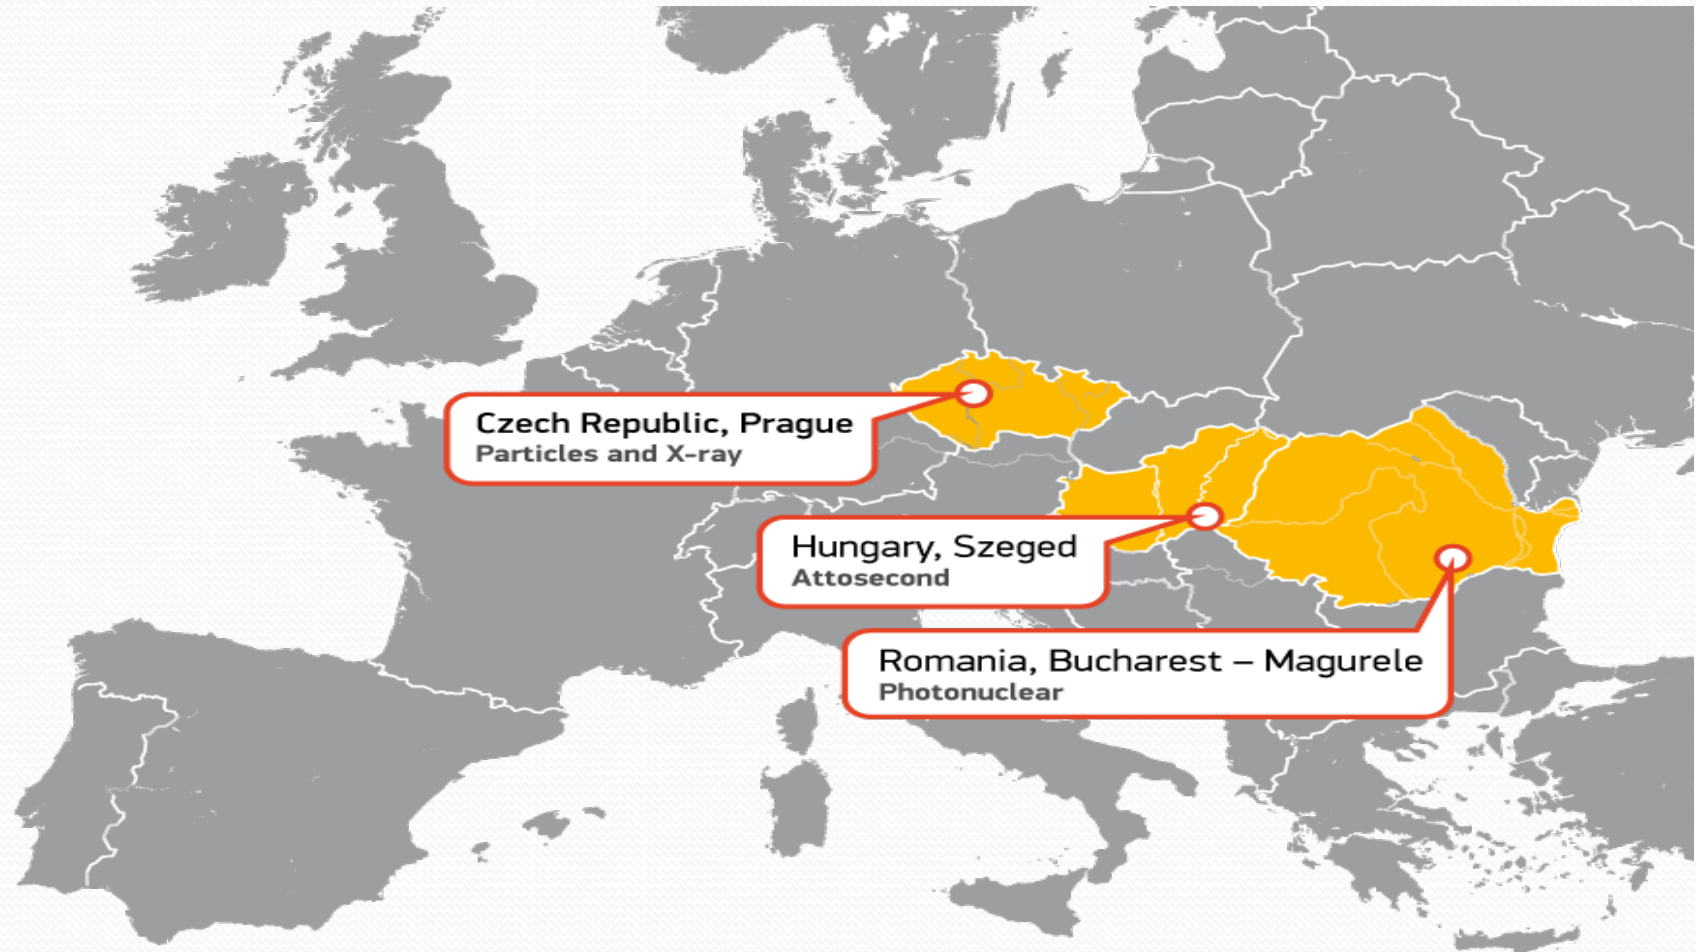 Czech Republic, Prague
Particles and X-ray
Hungary, Szeged
Attosecond
Romania, Bucharest – Magurele
Photonuclear